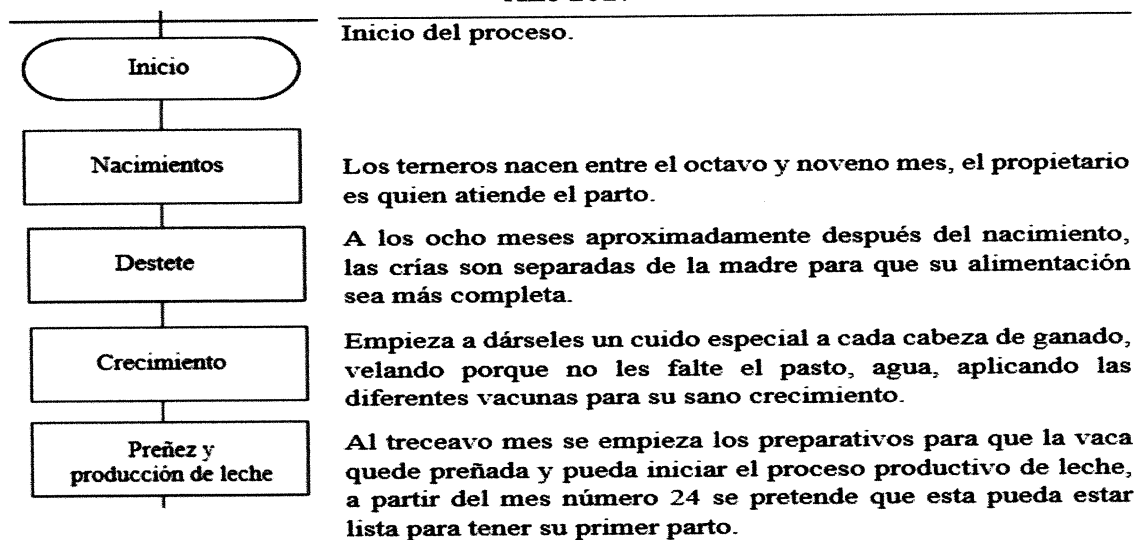 Inicio del proceso.
Inicio
Nacimientos
Los terneros nacen entre el octavo y noveno mes, el propietario
es quien atiende el parto.
Destete
A los ocho meses aproximadamente después del nacimiento,
las crías son separadas de la madre para que su alimentación
sea más completa.
Crecimiento
Empieza a dárseles un cuido especial a cada cabeza de ganado,
velando porque no les falte el pasto, agua, aplicando las
diferentes vacunas para su sano crecimiento.
Preñez y
producción de leche
Al treceavo mes se empieza los preparativos para que la vaca
quede preñada y pueda iniciar el proceso productivo de leche,
a partir del mes número 24 se pretende que esta pueda estar
lista para tener su primer parto.